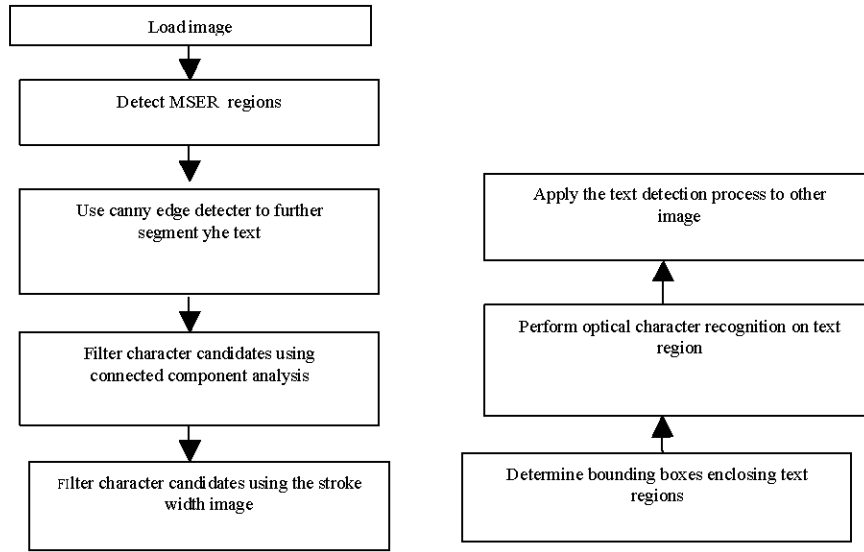 Load image
Detect MSER regions
Use canny edge detecter to further
segment yhe text
Filter character candidates using
connected component analysis
FIlter character candidates using the stroke
width image
Apply the text detection process to other
image
Perform optical character recognition on text
region
Determine bounding boxes enclosing text
regions